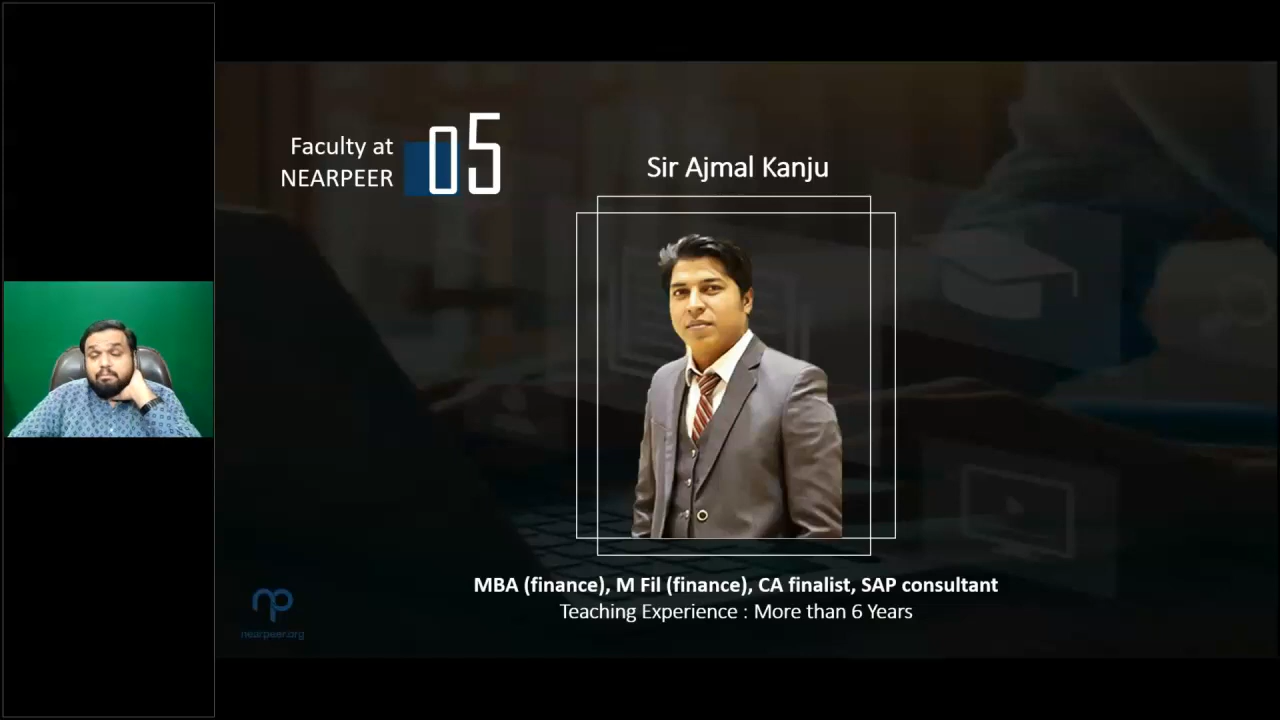 Faculty at
NEARPEER
05
Sir Ajmal Kanju
MBA (finance), M Fil (finance), CA finalist, SAP consultant
Teaching Experience : More than 6 Years
np
nearpeer.org